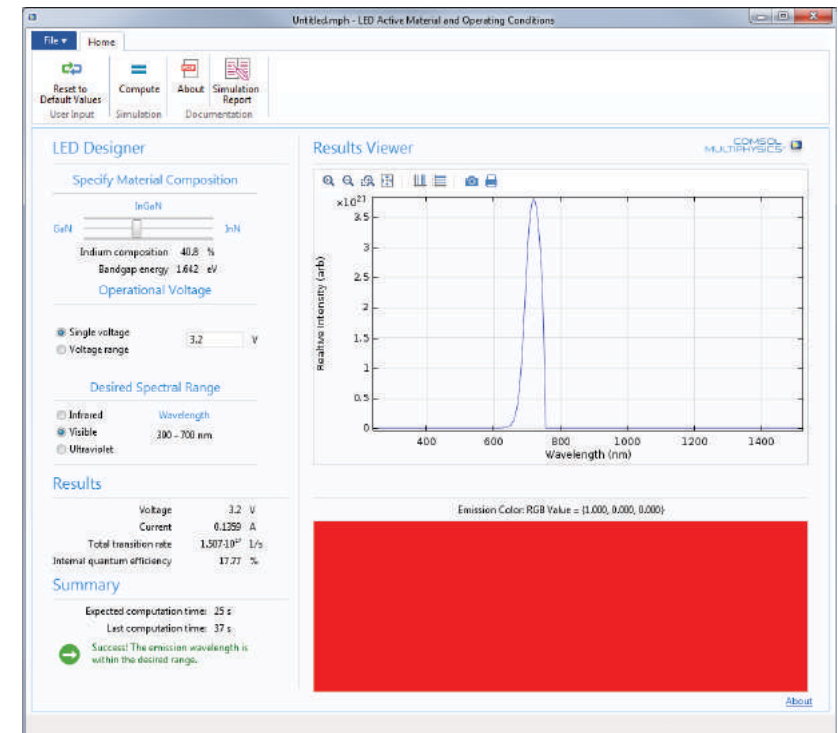 Untitled.mph - LED Active Material and Operating Conditions
File ▾ Home
Reset to Default Values
Compute
About
Simulation Report
User Input Simulation Documentation
LED Designer
Specify Material Composition
InGaN
GaN InN
Indium composition 40.8 %
Bandgap energy 1.642 eV
Operational Voltage
Single voltage
Voltage range
3.2 V
Desired Spectral Range
Infrared
Visible
Ultraviolet
Wavelength
- 700 nm
Results
Voltage 3.2 V
Current 0.1359 A
Total transition rate 1/s
Internal quantum efficiency 17.77 %
Summary
Expected computation time: 25 s
Last computation time: 37 s
Success! The emission wavelength is
within the desired range.
Results Viewer
COMSOL
MULTIPHYSICS
×10²¹
3.5
3
2.5
2
1.5
1
0.5
0
Realtive Intensity (arb)
400 600 800 1000 1200 1400
Wavelength (nm)
Emission Color: RGB Value = {1.000, 0.000, 0.000}
About